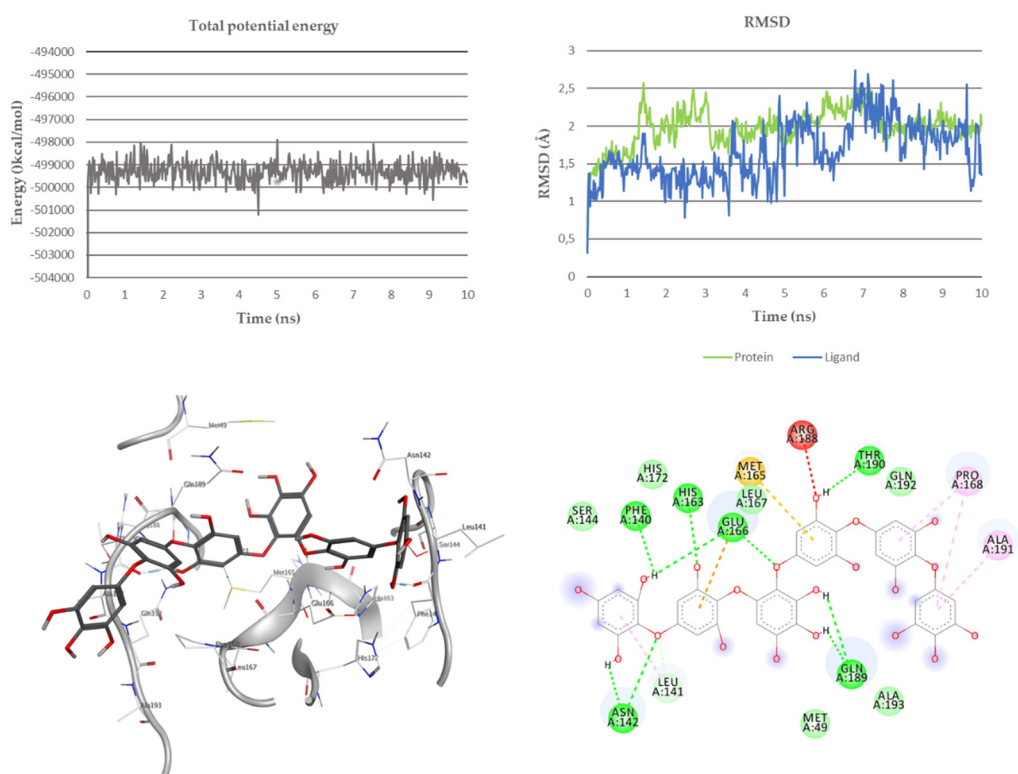 Total potential energy
Energy ()kcal/mol)
-494000
-495000
-496000
-497000
-498000
-499000
-500000
-501000
-502000
-503000
-504000
0 1 2 3 4 5 6 7 8 9 10
Time (ns)
RMSD
RMSD (Å)
3
2,5
2
1,5
1
0,5
0
0 1 2 3 4 5 6 7 8 9 10
Time (ns)
Protein Ligand
Met49
Asn142
Gln189
Leu141
Ser144
Met165
Glu166
Gln192
Leu167
His172
Ala193
ARG
A:188
THR
A:190
HIS
A:172
MET
A:165
GLN
A:192
PRO
A:168
HIS
A:163
LEU
A:167
SER
A:144
PHE
A:140
GLU
A:166
ALA
A:191
H
H
H
H
H
GLN
A:189
LEU
A:141
ALA
A:193
ASN
A:142
MET
A:49